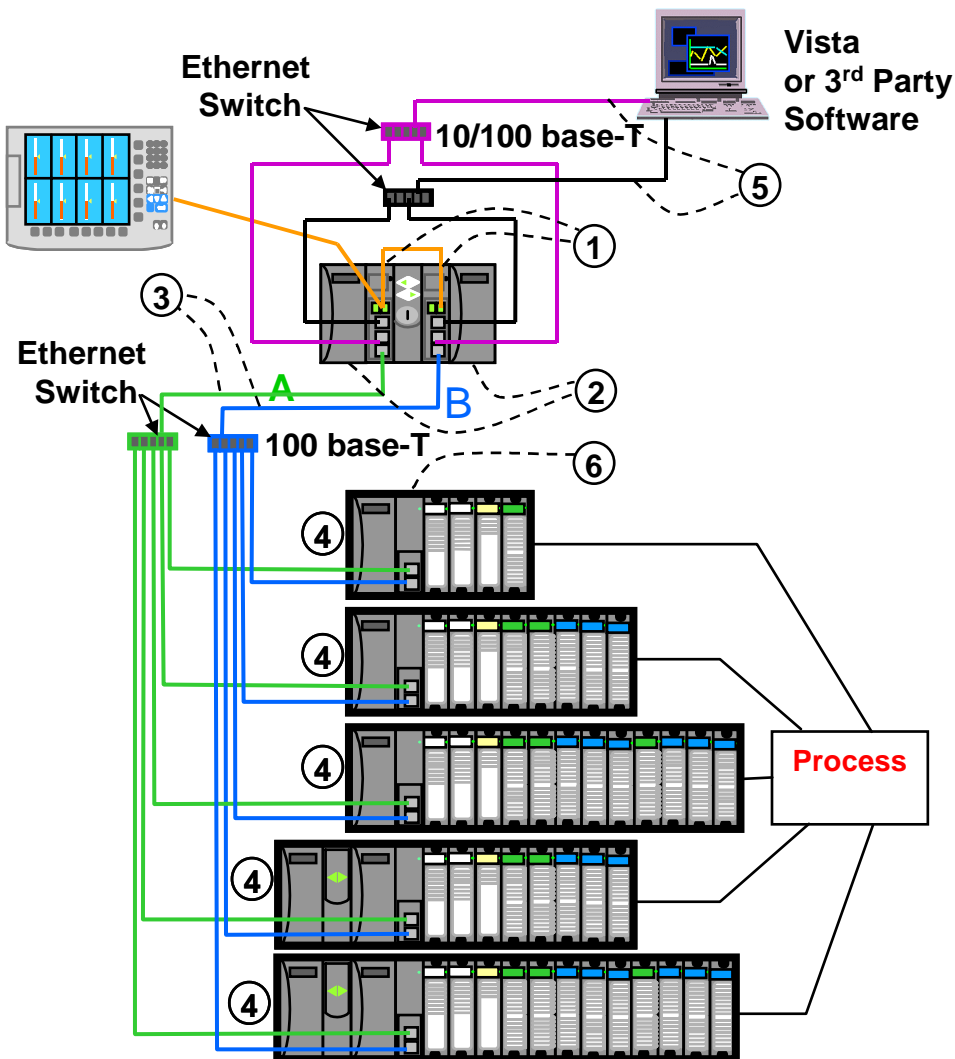 Vista
or 3rd Party
Software
Ethernet
Switch
10/100 base-T
5
1
3
Ethernet
Switch
A
B
2
100 base-T
6
4
4
4
Process
4
4